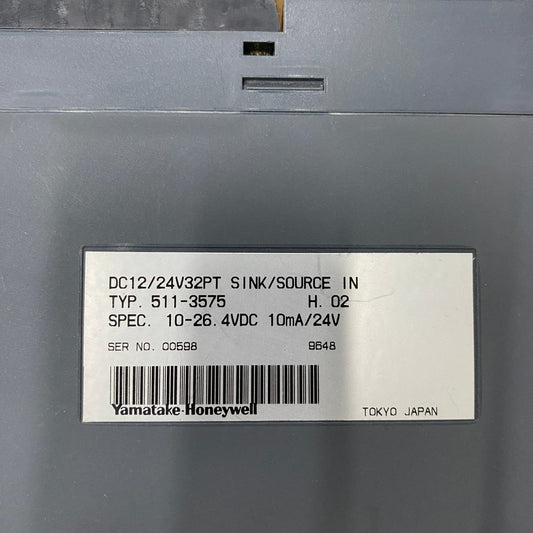 DC12/24V32PT SINK/SOURCE IN
TYP. 511-3575 H. 02
SPEC. 10-26.4VDC 10mA/24V
SER NO. 00598 9648
Yamatake-Honeywell TOKYO JAPAN